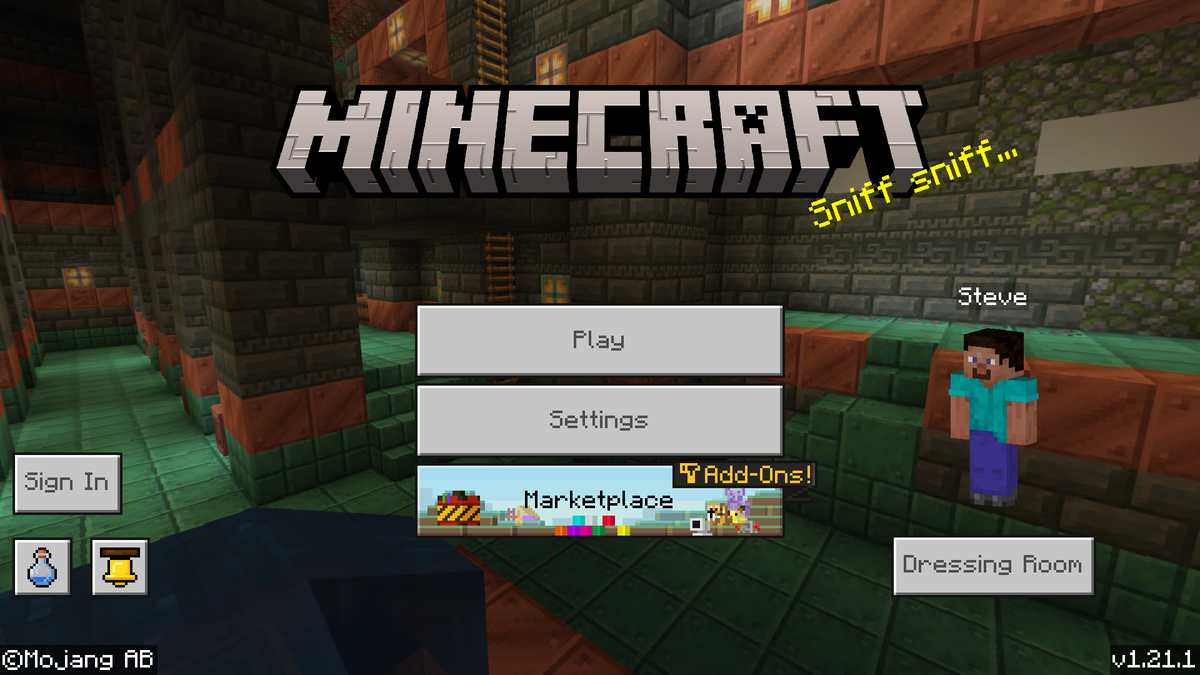 MINECRAFT
Sniff sniff...
Steve
Play
Settings
Add-Ons!
Marketplace
Sign In
Dressing Room
©Mojang AB
v1.21.1